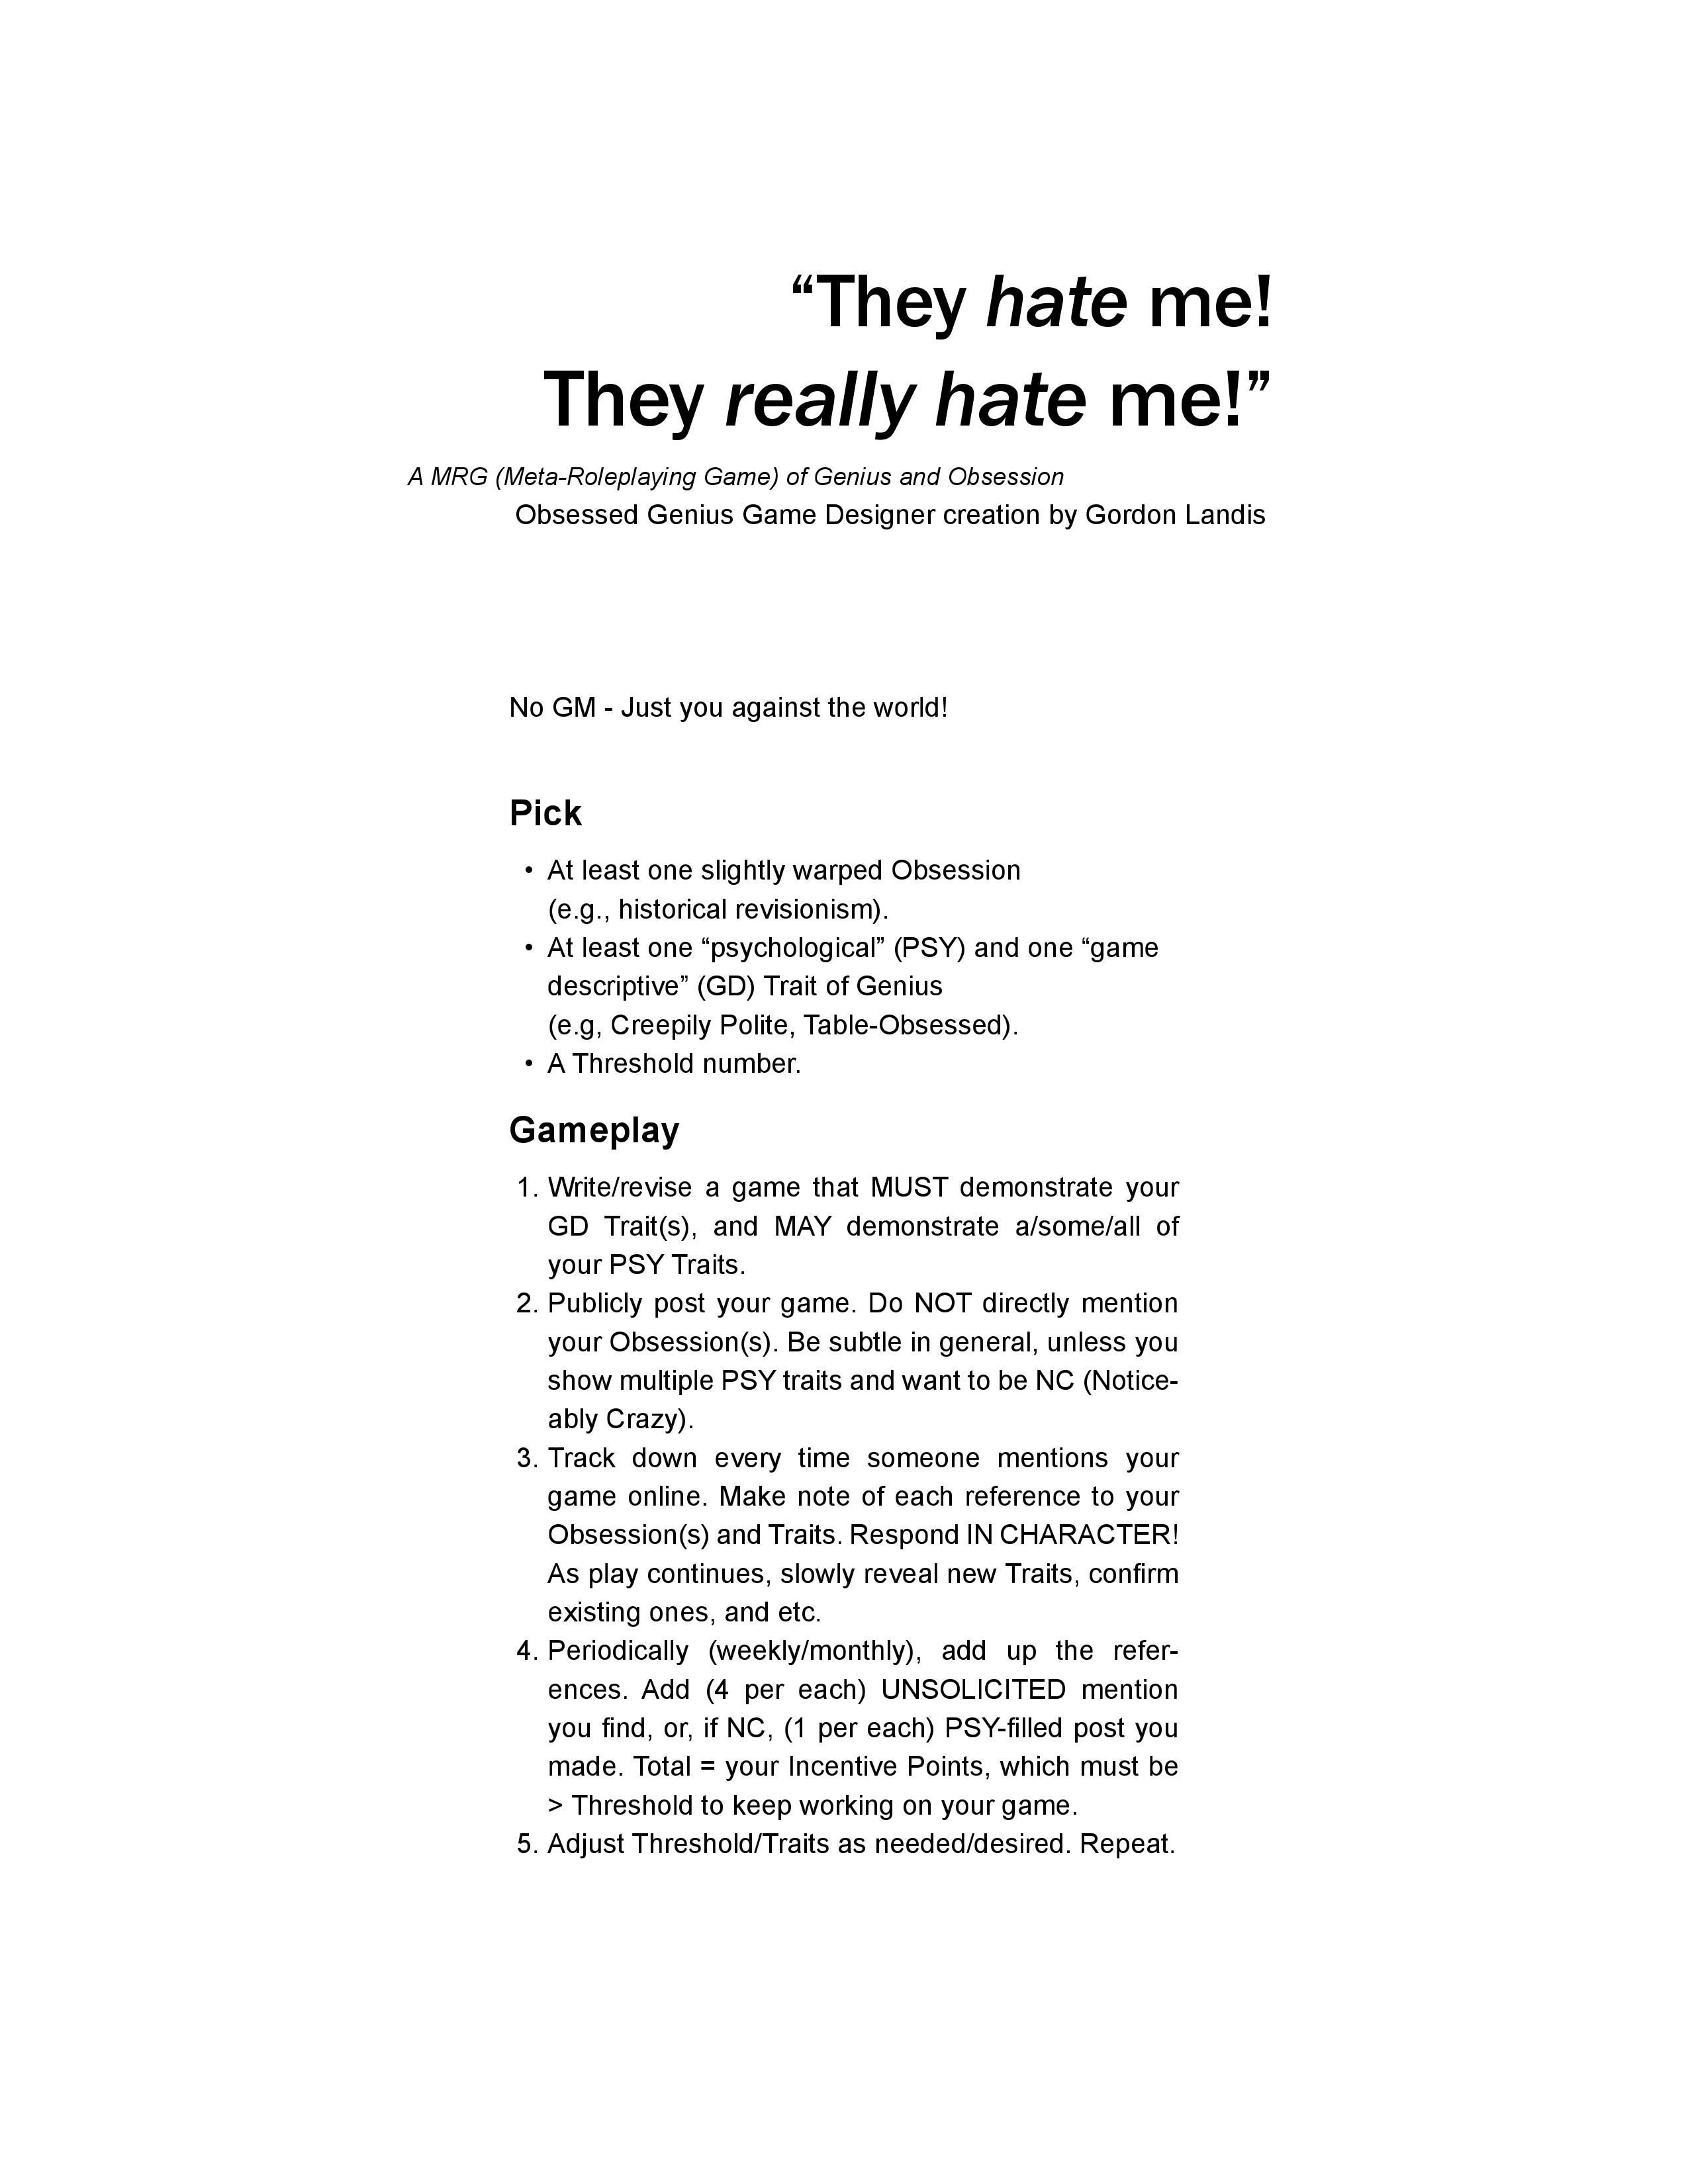 “They hate me!
They really hate me!”
A MRG (Meta-Roleplaying Game) of Genius and Obsession
Obsessed Genius Game Designer creation by Gordon Landis
No GM - Just you against the world!
Pick
• At least one slightly warped Obsession
(e.g., historical revisionism).
• At least one “psychological” (PSY) and one “game
descriptive” (GD) Trait of Genius
(e.g, Creepily Polite, Table-Obsessed).
• A Threshold number.
Gameplay
1. Write/revise a game that MUST demonstrate your
GD Trait(s), and MAY demonstrate a/some/all of
your PSY Traits.
2. Publicly post your game. Do NOT directly mention
your Obsession(s). Be subtle in general, unless you
show multiple PSY traits and want to be NC (Notice-
ably Crazy).
3. Track down every time someone mentions your
game online. Make note of each reference to your
Obsession(s) and Traits. Respond IN CHARACTER!
As play continues, slowly reveal new Traits, confirm
existing ones, and etc.
4. Periodically (weekly/monthly), add up the refer-
ences. Add (4 per each) UNSOLICITED mention
you find, or, if NC, (1 per each) PSY-filled post you
made. Total = your Incentive Points, which must be
> Threshold to keep working on your game.
5. Adjust Threshold/Traits as needed/desired. Repeat.